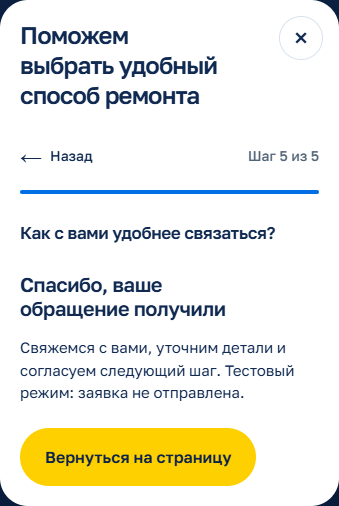 Поможем
выбрать удобный
способ ремонта
← Назад
Шаг 5 из 5
Как с вами удобнее связаться?
Спасибо, ваше
обращение получили
Свяжемся с вами, уточним детали и
согласуем следующий шаг. Тестовый
режим: заявка не отправлена.
Вернуться на страницу